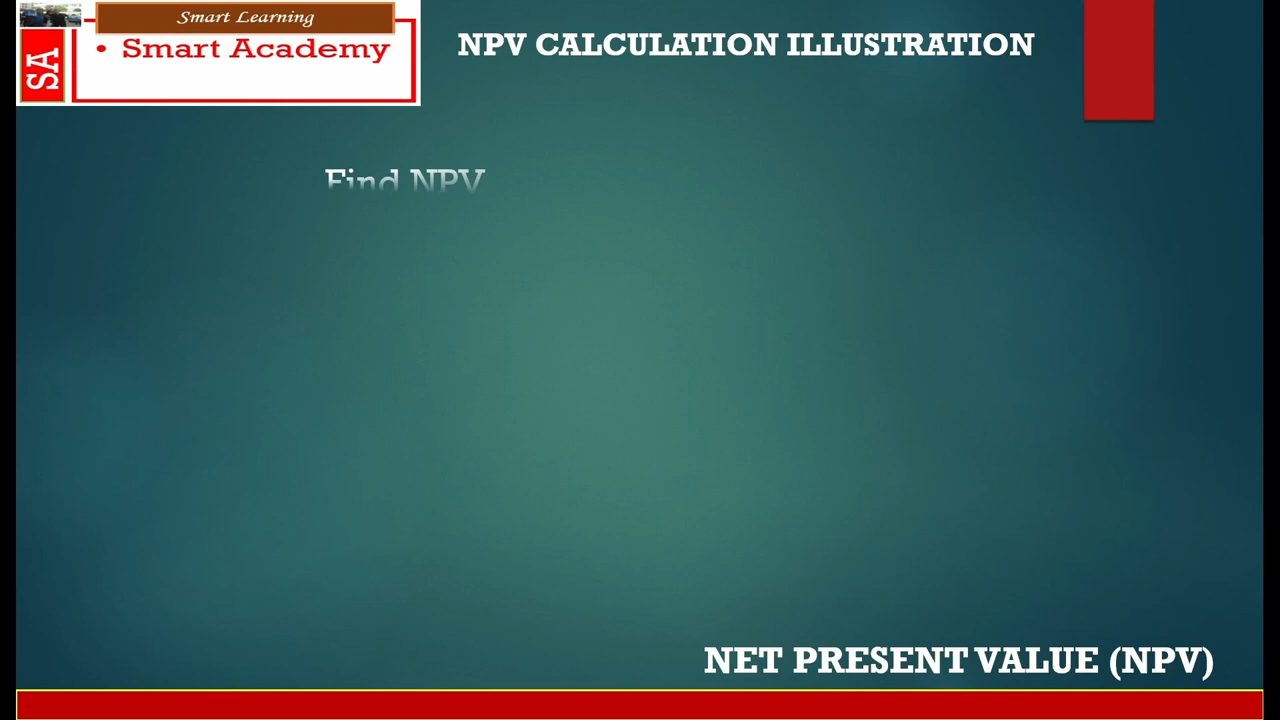 Smart Learning
• Smart Academy
SA
NPV CALCULATION ILLUSTRATION
Find NPV
NET PRESENT VALUE (NPV)